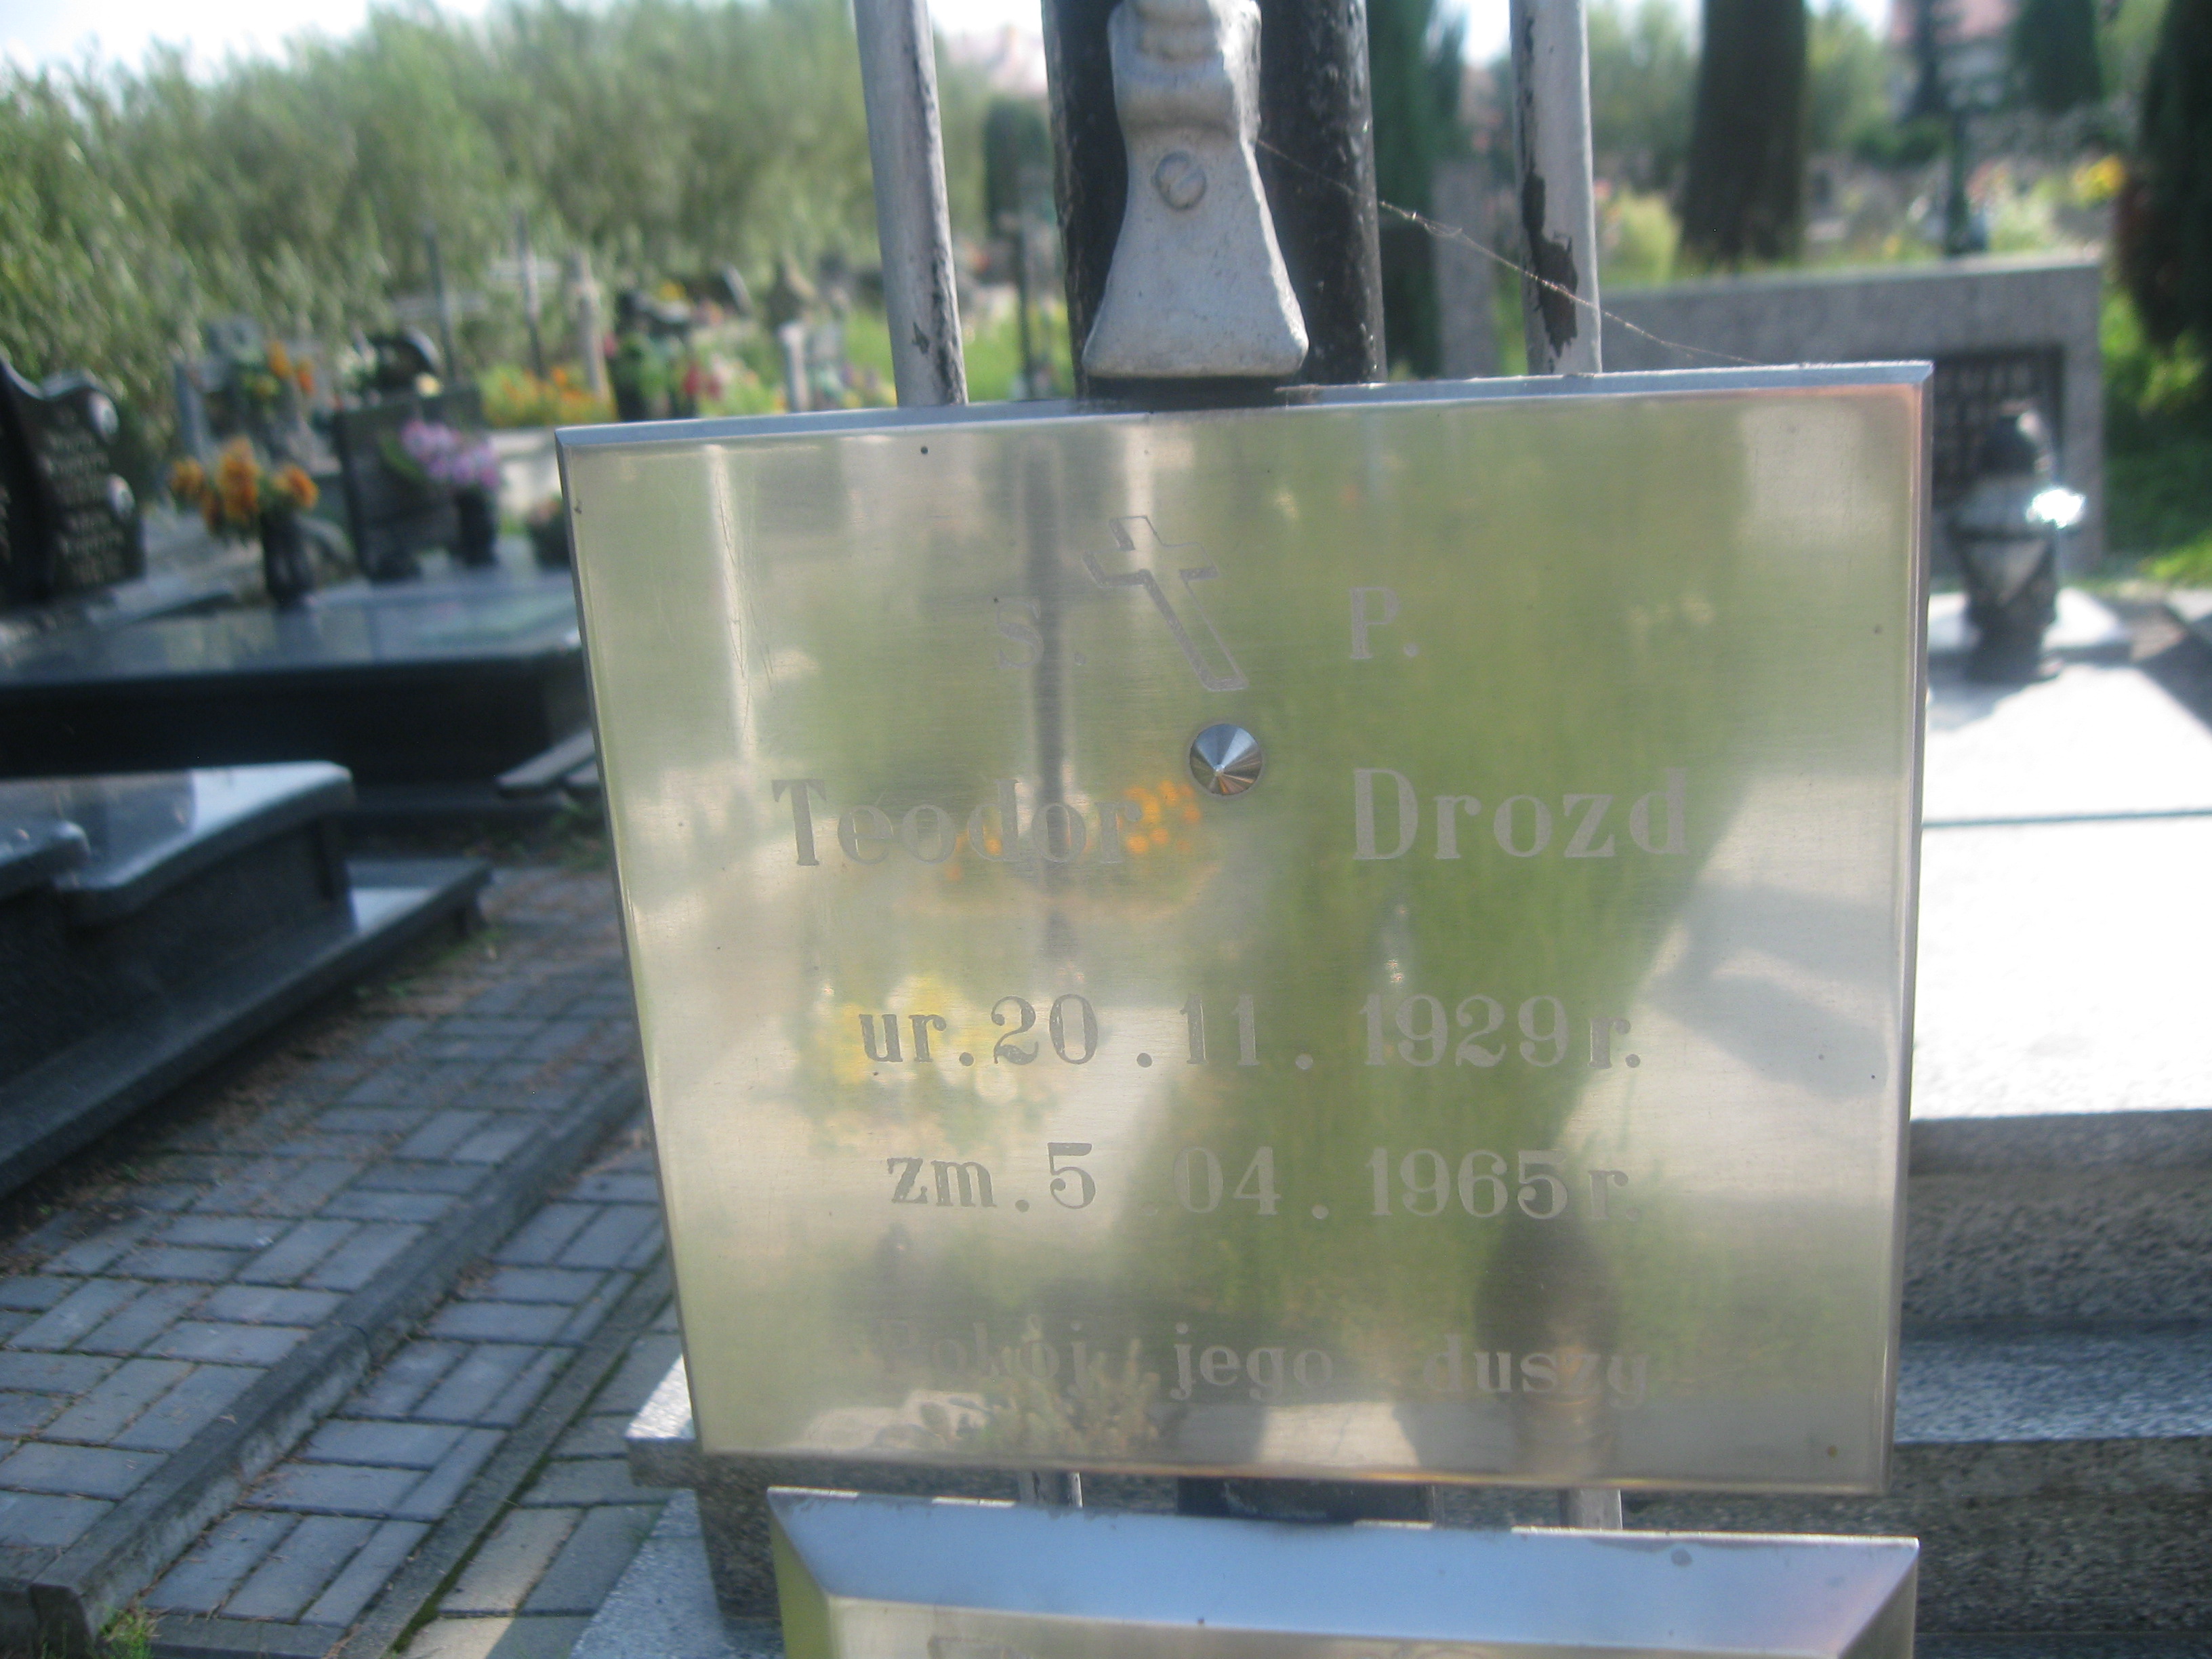 S. P.
Teodor Drozd
ur. 20. 11. 1929 r.
zm. 5.04. 1965 r.
Pokój jego duszy